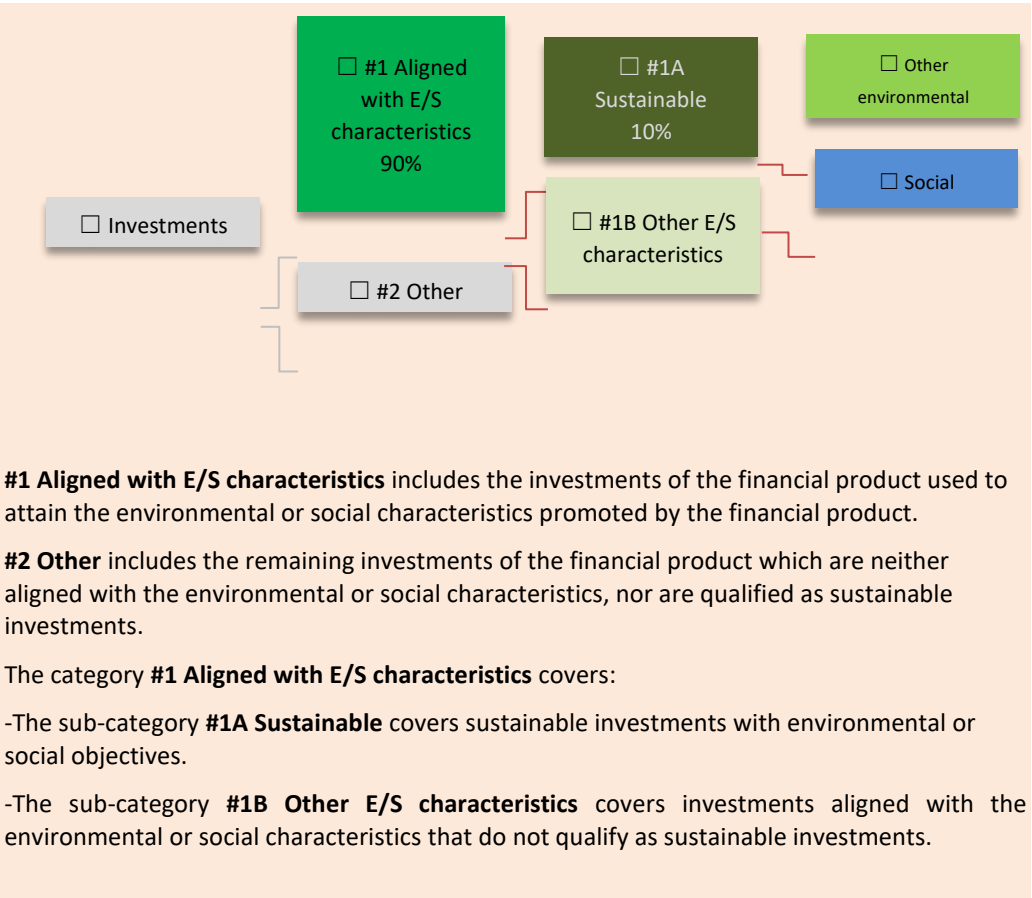 ☐ #1 Aligned
with E/S
characteristics
90%
☐ #1A
Sustainable
10%
☐ Other
environmental
☐ Social
☐ Investments
☐ #1B Other E/S
characteristics
☐ #2 Other
#1 Aligned with E/S characteristics includes the investments of the financial product used to
attain the environmental or social characteristics promoted by the financial product.
#2 Other includes the remaining investments of the financial product which are neither
aligned with the environmental or social characteristics, nor are qualified as sustainable
investments.
The category #1 Aligned with E/S characteristics covers:
-The sub-category #1A Sustainable covers sustainable investments with environmental or
social objectives.
-The sub-category #1B Other E/S characteristics covers investments aligned with the
environmental or social characteristics that do not qualify as sustainable investments.